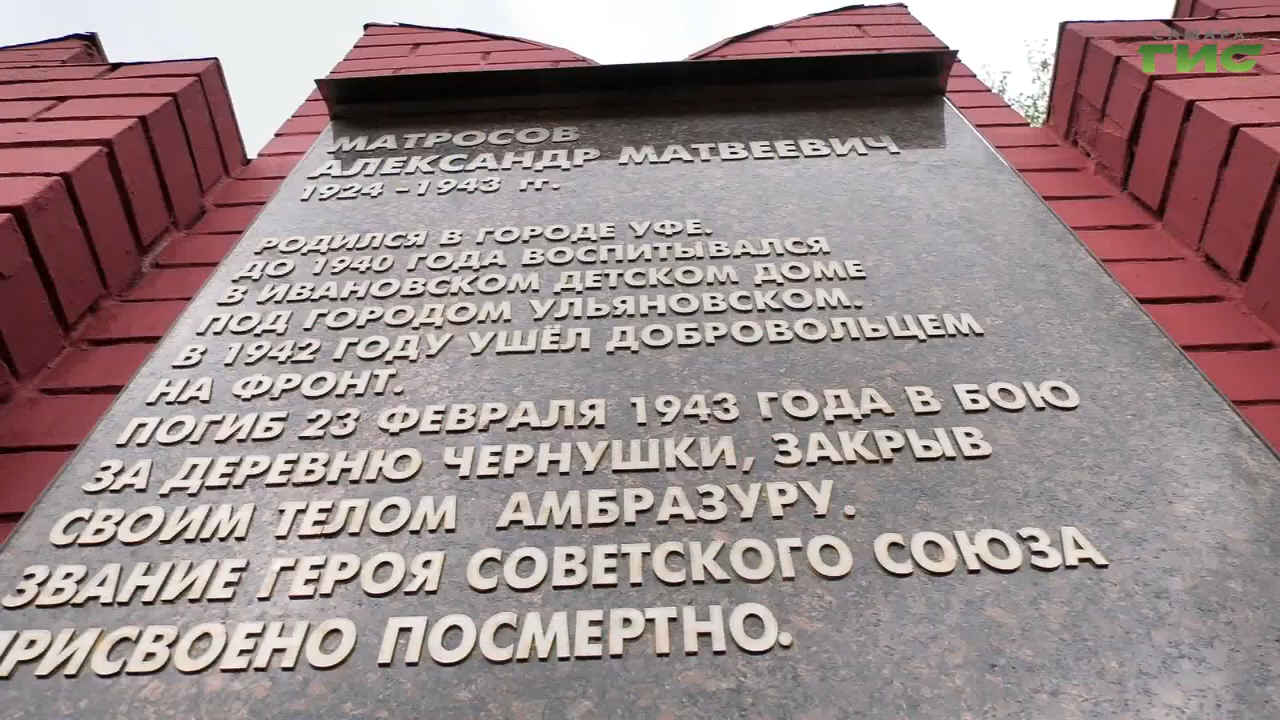 САМАРА
ГИС
МАТРОСОВ
АЛЕКСАНДР МАТВЕЕВИЧ
1924 - 1943 гг.
РОДИЛСЯ В ГОРОДЕ УФЕ.
ДО 1940 ГОДА ВОСПИТЫВАЛСЯ
В ИВАНОВСКОМ ДЕТСКОМ ДОМЕ
ПОД ГОРОДОМ УЛЬЯНОВСКОМ.
В 1942 ГОДУ УШЁЛ ДОБРОВОЛЬЦЕМ
НА ФРОНТ.
ПОГИБ 23 ФЕВРАЛЯ 1943 ГОДА В БОЮ
ЗА ДЕРЕВНЮ ЧЕРНУШКИ, ЗАКРЫВ
СВОИМ ТЕЛОМ АМБРАЗУРУ.
ЗВАНИЕ ГЕРОЯ СОВЕТСКОГО СОЮЗА
ПРИСВОЕНО ПОСМЕРТНО.